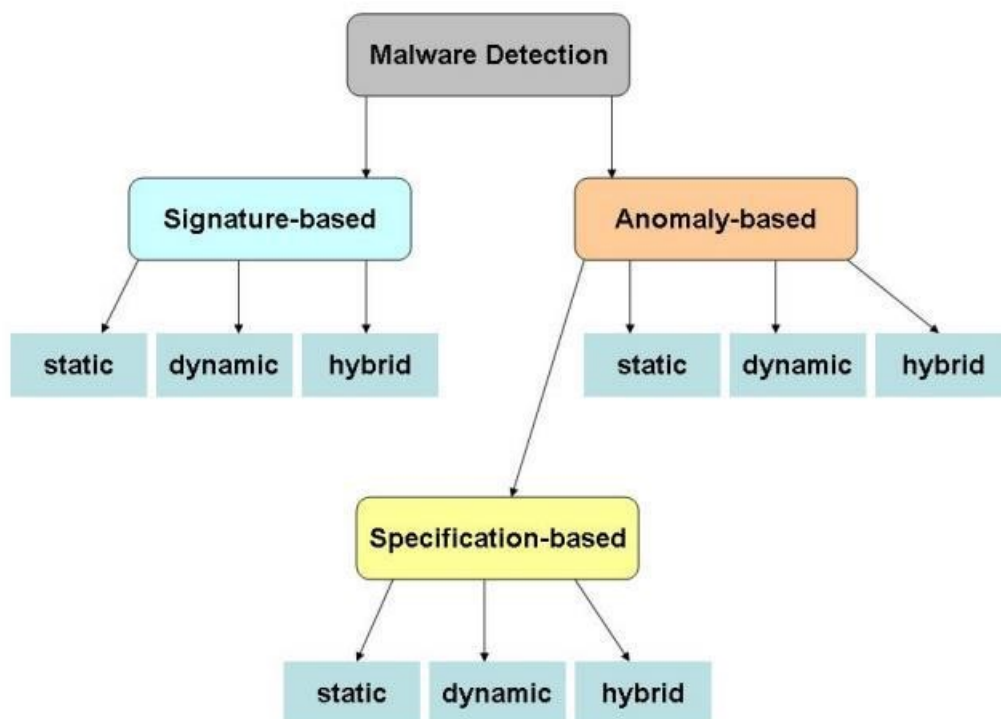 Malware Detection
Signature-based
Anomaly-based
static
dynamic
hybrid
static
dynamic
hybrid
Specification-based
static
dynamic
hybrid